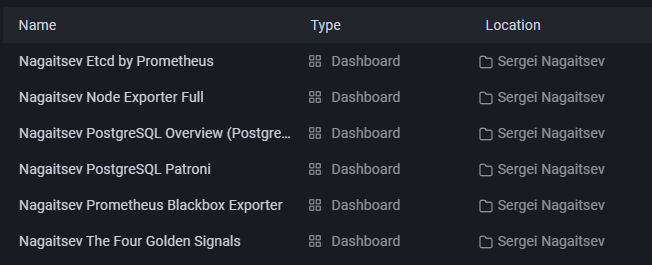 Name Type Location
Nagaitsev Etcd by Prometheus Dashboard Sergei Nagaitsev
Nagaitsev Node Exporter Full Dashboard Sergei Nagaitsev
Nagaitsev PostgreSQL Overview (Postgre... Dashboard Sergei Nagaitsev
Nagaitsev PostgreSQL Patroni Dashboard Sergei Nagaitsev
Nagaitsev Prometheus Blackbox Exporter Dashboard Sergei Nagaitsev
Nagaitsev The Four Golden Signals Dashboard Sergei Nagaitsev